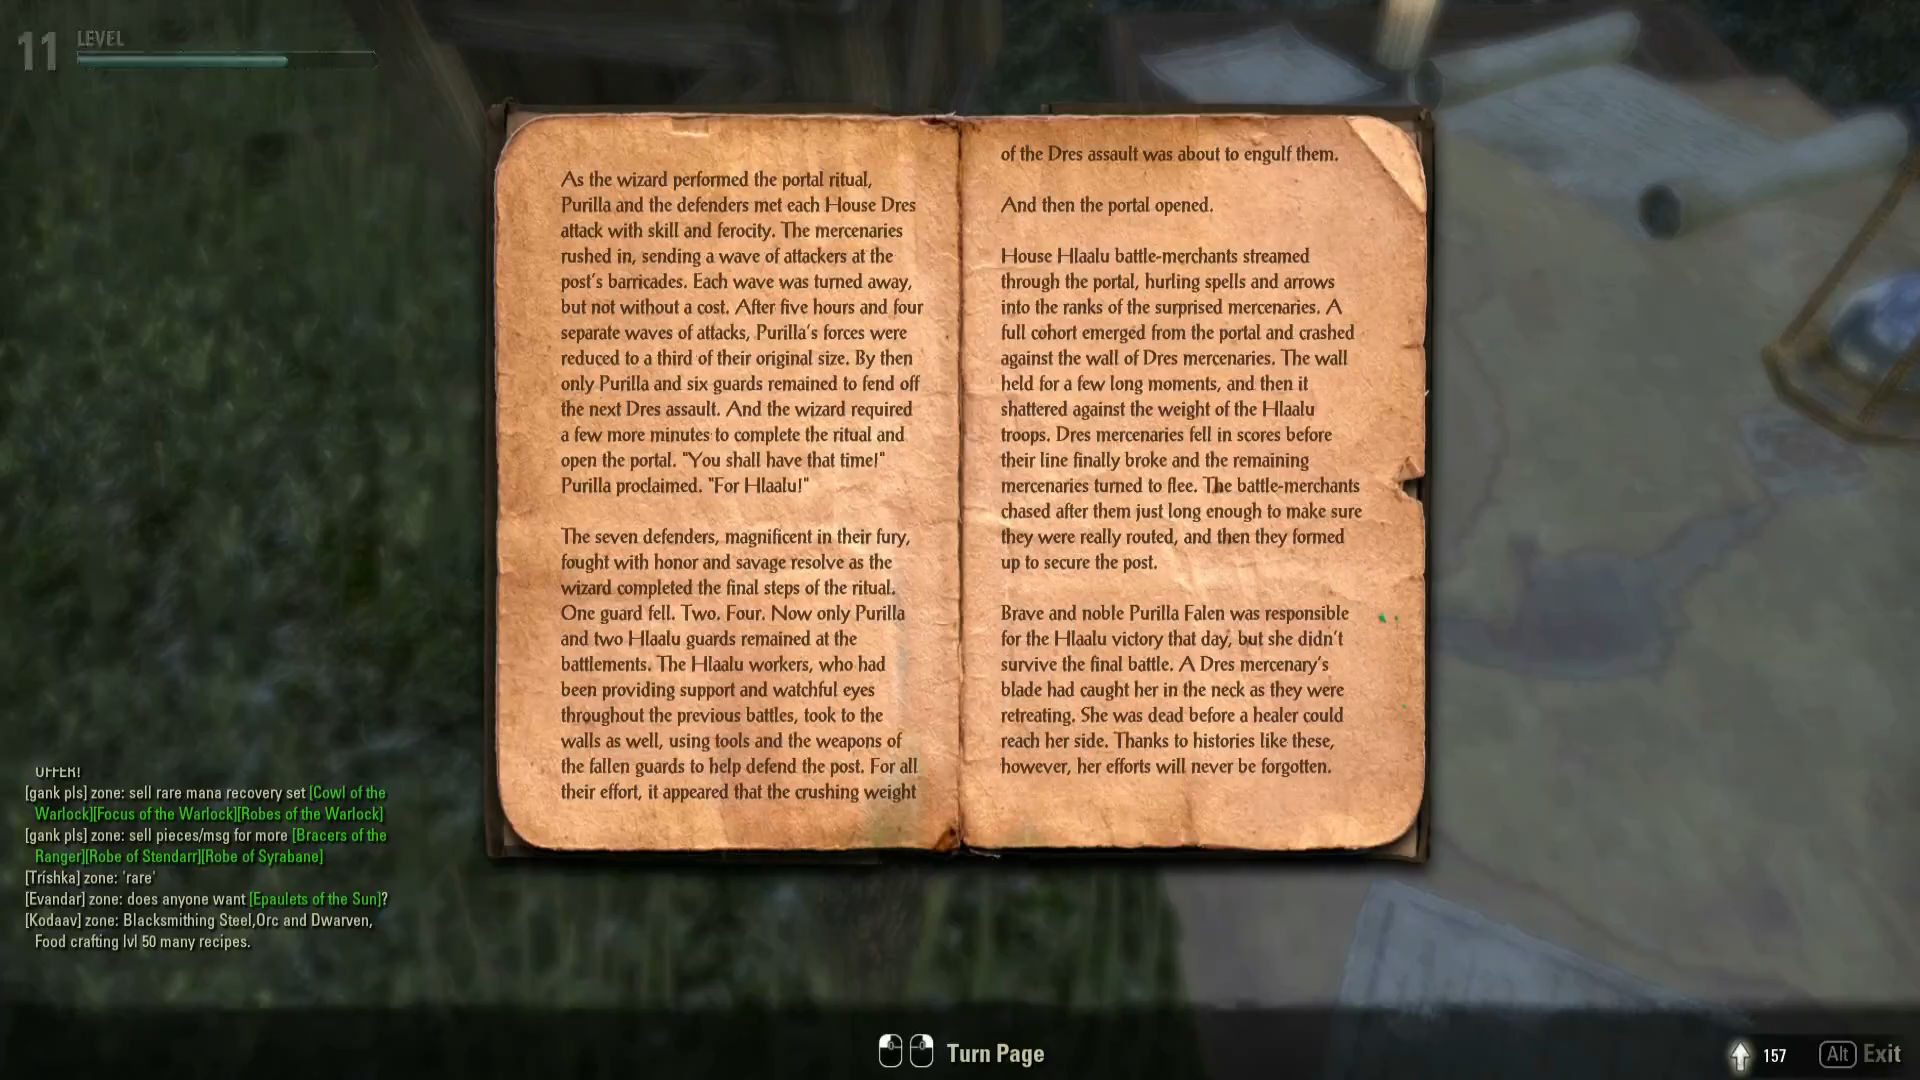 11 LEVEL
As the wizard performed the portal ritual,
Purilla and the defenders met each House Dres
attack with skill and ferocity. The mercenaries
rushed in, sending a wave of attackers at the
post's barricades. Each wave was turned away,
but not without a cost. After five hours and four
separate waves of attacks, Purilla's forces were
reduced to a third of their original size. By then
only Purilla and six guards remained to fend off
the next Dres assault. And the wizard required
a few more minutes to complete the ritual and
open the portal. "You shall have that time!"
Purilla proclaimed. "For Hlaalu!"
The seven defenders, magnificent in their fury,
fought with honor and savage resolve as the
wizard completed the final steps of the ritual.
One guard fell. Two. Four. Now only Purilla
and two Hlaalu guards remained at the
battlements. The Hlaalu workers, who had
been providing support and watchful eyes
throughout the previous battles, took to the
walls as well, using tools and the weapons of
the fallen guards to help defend the post. For all
their effort, it appeared that the crushing weight
of the Dres assault was about to engulf them.
And then the portal opened.
House Hlaalu battle-merchants streamed
through the portal, hurling spells and arrows
into the ranks of the surprised mercenaries. A
full cohort emerged from the portal and crashed
against the wall of Dres mercenaries. The wall
held for a few long moments, and then it
shattered against the weight of the Hlaalu
troops. Dres mercenaries fell in scores before
their line finally broke and the remaining
mercenaries turned to flee. The battle-merchants
chased after them just long enough to make sure
they were really routed, and then they formed
up to secure the post.
Brave and noble Purilla Falen was responsible
for the Hlaalu victory that day, but she didn't
survive the final battle. A Dres mercenary's
blade had caught her in the neck as they were
retreating. She was dead before a healer could
reach her side. Thanks to histories like these,
however, her efforts will never be forgotten.
OFFER!
[gank pls] zone: sell rare mana recovery set [Cowl of the
Warlock][Focus of the Warlock][Robes of the Warlock]
[gank pls] zone: sell pieces/msg for more [Bracers of the
Ranger][Robe of Stendarr][Robe of Syrabane]
[Tríshka] zone: 'rare'
[Evandar] zone: does anyone want [Epaulets of the Sun]?
[Kodaav] zone: Blacksmithing Steel,Orc and Dwarven,
Food crafting lvl 50 many recipes.
Turn Page
157 Alt Exit